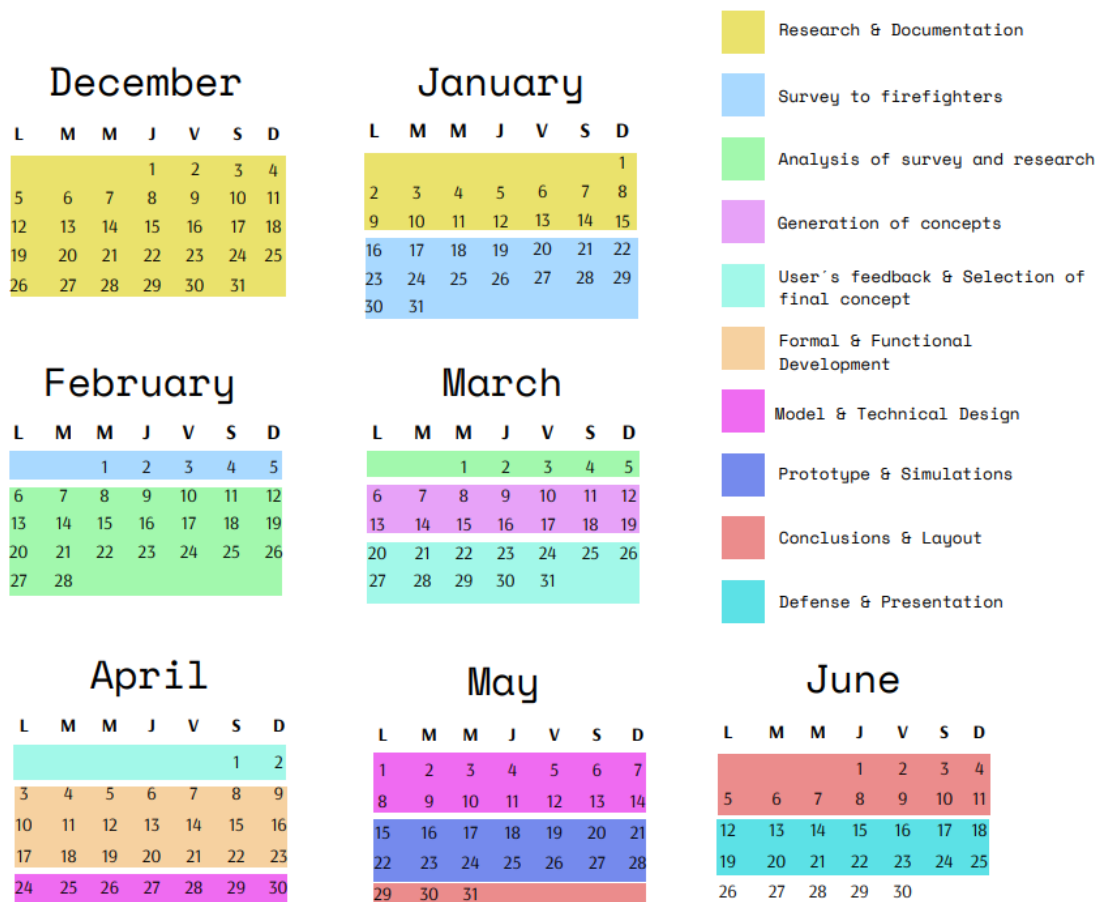 December
L M M J V S D
1 2 3 4
5 6 7 8 9 10 11
12 13 14 15 16 17 18
19 20 21 22 23 24 25
26 27 28 29 30 31
January
L M M J V S D
1
2 3 4 5 6 7 8
9 10 11 12 13 14 15
16 17 18 19 20 21 22
23 24 25 26 27 28 29
30 31
February
L M M J V S D
1 2 3 4 5
6 7 8 9 10 11 12
13 14 15 16 17 18 19
20 21 22 23 24 25 26
27 28
March
L M M J V S D
1 2 3 4 5
6 7 8 9 10 11 12
13 14 15 16 17 18 19
20 21 22 23 24 25 26
27 28 29 30 31
April
L M M J V S D
1 2
3 4 5 6 7 8 9
10 11 12 13 14 15 16
17 18 19 20 21 22 23
24 25 26 27 28 29 30
May
L M M J V S D
1 2 3 4 5 6 7
8 9 10 11 12 13 14
15 16 17 18 19 20 21
22 23 24 25 26 27 28
29 30 31
June
L M M J V S D
1 2 3 4
5 6 7 8 9 10 11
12 13 14 15 16 17 18
19 20 21 22 23 24 25
26 27 28 29 30
Research & Documentation
Survey to firefighters
Analysis of survey and research
Generation of concepts
User´s feedback & Selection of
final concept
Formal & Functional
Development
Model & Technical Design
Prototype & Simulations
Conclusions & Layout
Defense & Presentation